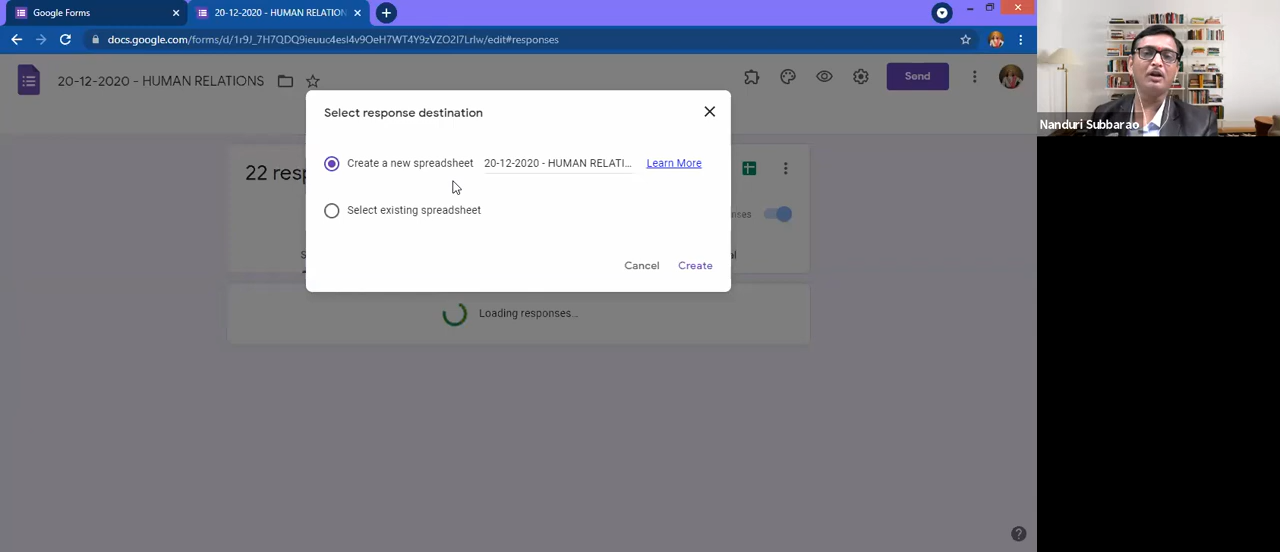 Google Forms
20-12-2020 - HUMAN RELATION
docs.google.com/forms/d/1r9J_7H7QDQ9ieuuc4esI4v9OeH7WT4Y9zVZO2I7LrIw/edit#responses
20-12-2020 - HUMAN RELATIONS
Send
Nanduri Subbarao
Select response destination
Create a new spreadsheet 20-12-2020 - HUMAN RELATI... Learn More
22 resp
Select existing spreadsheet
Cancel Create
Loading responses...